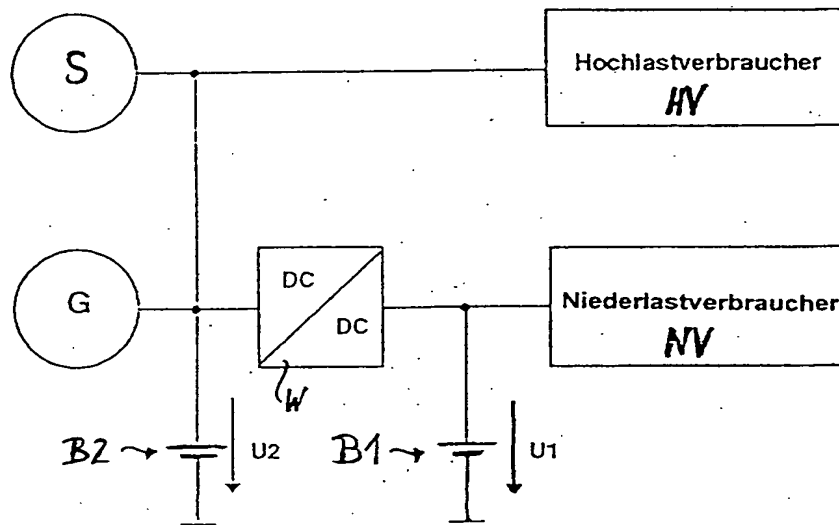 S
Hochlastverbraucher
HV
G
DC
DC
W
Niederlastverbraucher
NV
B2
U2
B1
U1